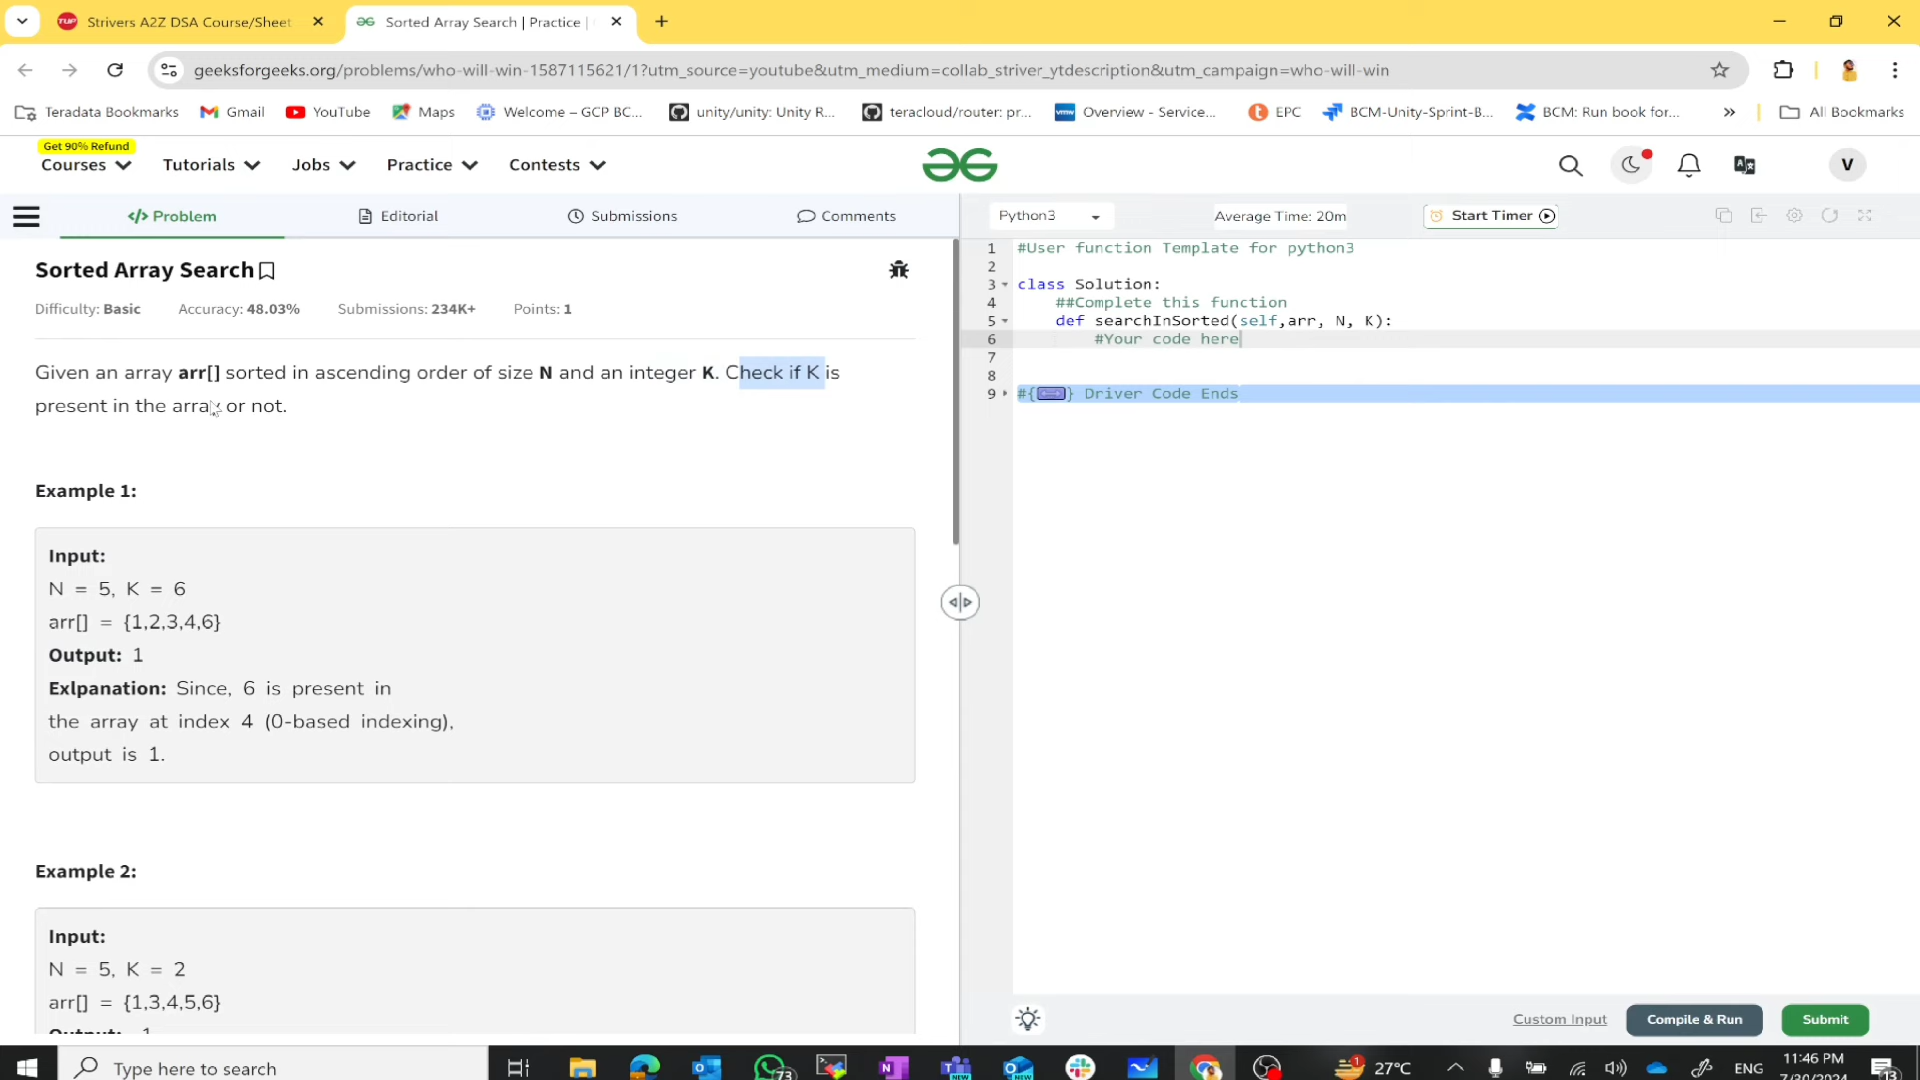 Strivers A2Z DSA Course/Sheet
Sorted Array Search | Practice |
geeksforgeeks.org/problems/who-will-win-1587115621/1?utm_source=youtube&utm_medium=collab_striver_ytdescription&utm_campaign=who-will-win
Teradata Bookmarks Gmail YouTube Maps Welcome – GCP BC... unity/unity: Unity R... teracloud/router: pr... Overview - Service... EPC BCM-Unity-Sprint-B... BCM: Run book for... » All Bookmarks
Get 90% Refund
Courses Tutorials Jobs Practice Contests V
</> Problem Editorial Submissions Comments
Python3 Average Time: 20m Start Timer
Sorted Array Search
Difficulty: Basic Accuracy: 48.03% Submissions: 234K+ Points: 1
Given an array arr[] sorted in ascending order of size N and an integer K. Check if K is
present in the array or not.
Example 1:
Input:
N = 5, K = 6
arr[] = {1,2,3,4,6}
Output: 1
Exlpanation: Since, 6 is present in
the array at index 4 (0-based indexing),
output is 1.
Example 2:
Input:
N = 5, K = 2
arr[] = {1,3,4,5,6}
1 #User function Template for python3
2
3 class Solution:
4 ##Complete this function
5 def searchInSorted(self,arr, N, K):
6 #Your code here
7
8
9 #{ } Driver Code Ends
Custom Input Compile & Run Submit
Type here to search
73
NEW
NEW
1
27°C
ENG
11:46 PM
7/30/2024
13